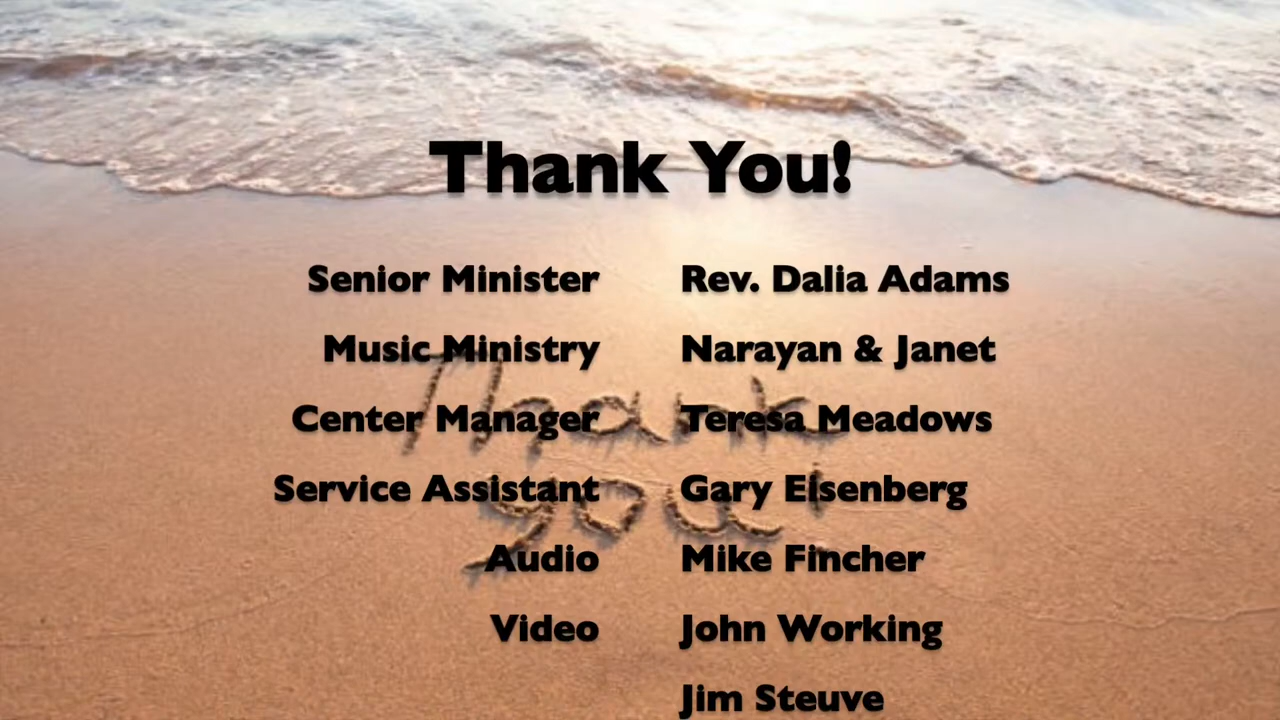 Thank You!
Senior Minister Rev. Dalia Adams
Music Ministry Narayan & Janet
Center Manager Teresa Meadows
Service Assistant Gary Eisenberg
Audio Mike Fincher
Video John Working
Jim Steuve
Thank
you!